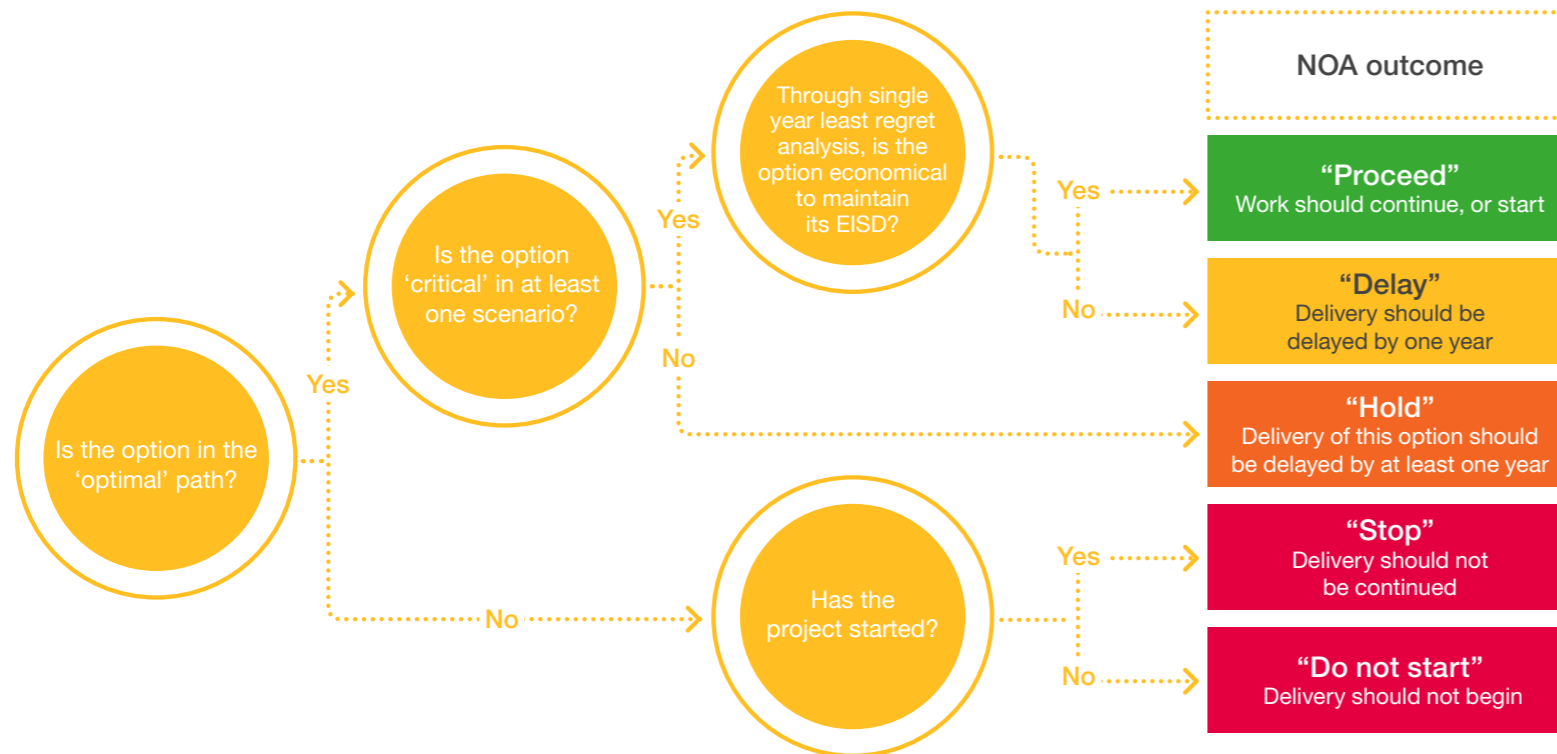 Is the option in the
‘optimal’ path?
Yes
No
Is the option
‘critical’ in at least
one scenario?
Yes
No
Through single
year least regret
analysis, is the
option economical
to maintain
its EISD?
Yes
No
Has the
project started?
Yes
No
NOA outcome
“Proceed”
Work should continue, or start
“Delay”
Delivery should be
delayed by one year
“Hold”
Delivery of this option should
be delayed by at least one year
“Stop”
Delivery should not
be continued
“Do not start”
Delivery should not begin